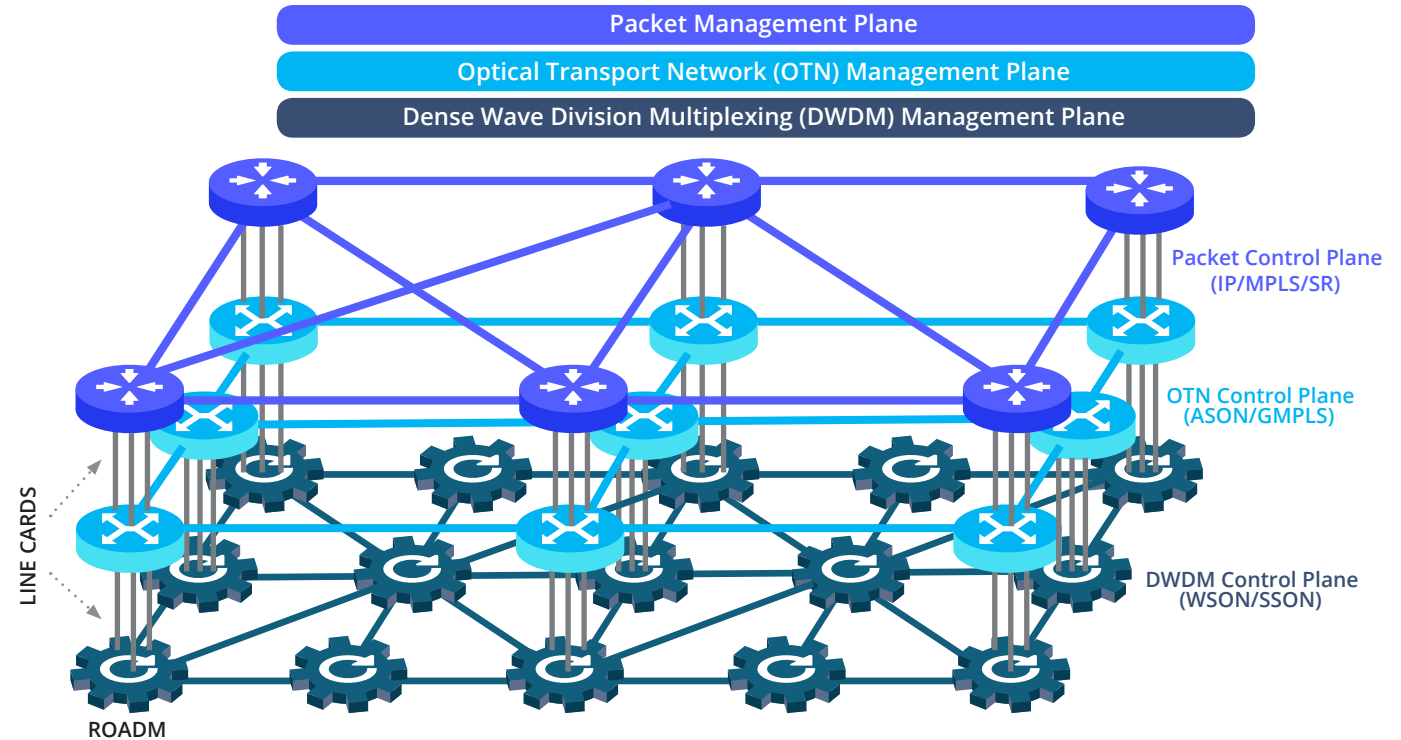 Packet Management Plane
Optical Transport Network (OTN) Management Plane
Dense Wave Division Multiplexing (DWDM) Management Plane
Packet Control Plane
(IP/MPLS/SR)
OTN Control Plane
(ASON/GMPLS)
LINE CARDS
DWDM Control Plane
(WSON/SSON)
ROADM